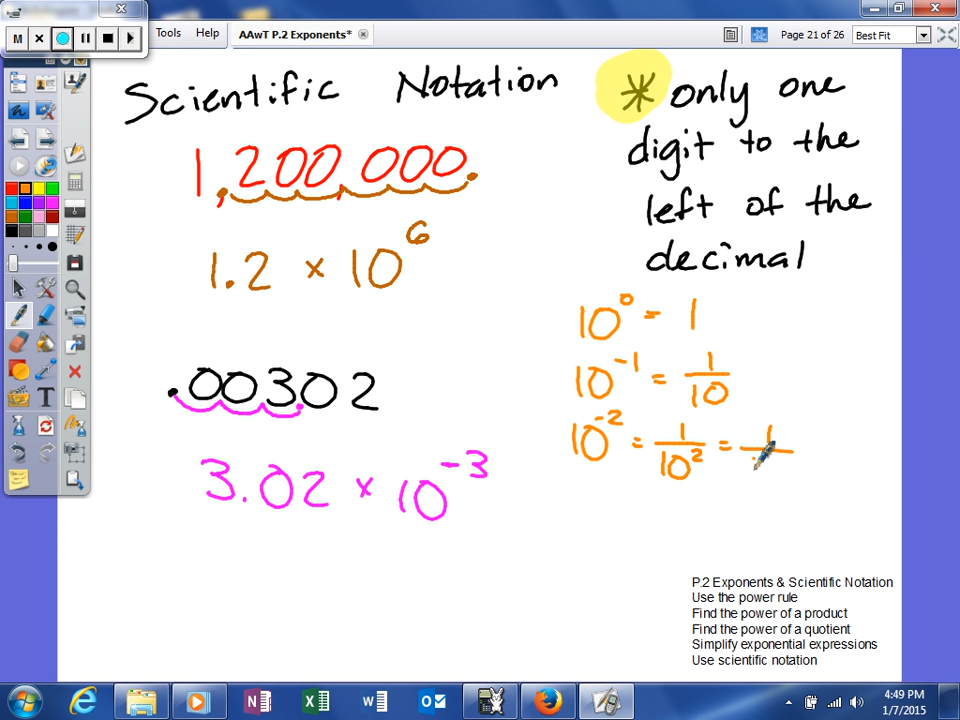 M
Tools Help
AAwT P.2 Exponents*
Page 21 of 26
Best Fit
Scientific Notation
* only one
digit to the
left of the
decimal
1,200,000.
1.2 × 10^6
10^0 = 1
10^-1 = 1/10
.00302
10^-2 = 1/10^2 = 1/
3.02 × 10^-3
P.2 Exponents & Scientific Notation
Use the power rule
Find the power of a product
Find the power of a quotient
Simplify exponential expressions
Use scientific notation
4:49 PM
1/7/2015